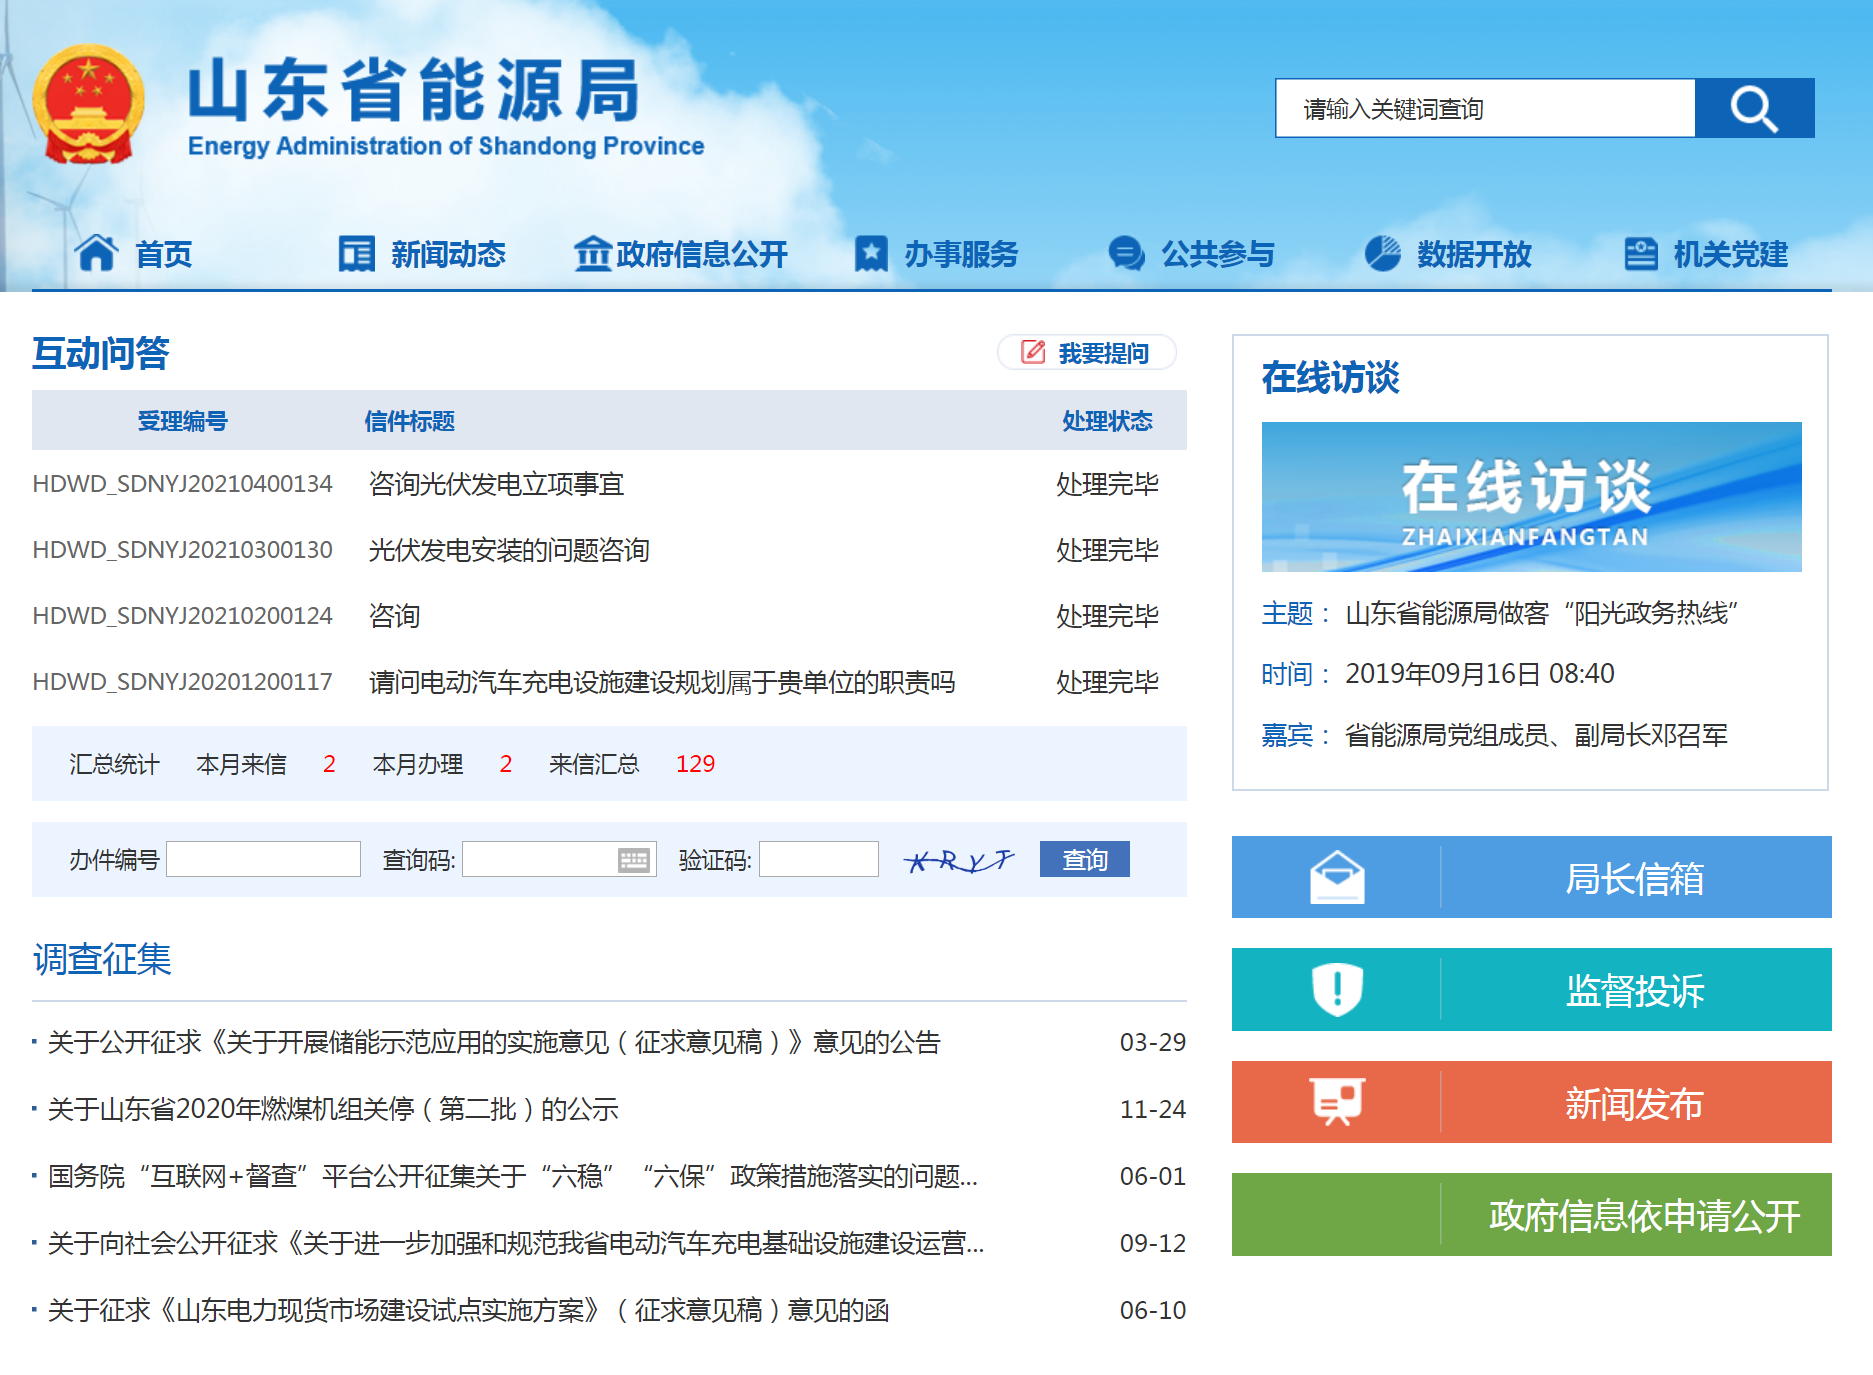 山东省能源局
Energy Administration of Shandong Province
请输入关键词查询
首页 新闻动态 政府信息公开 办事服务 公共参与 数据开放 机关党建
互动问答 我要提问
受理编号 信件标题 处理状态
HDWD_SDNYJ20210400134 咨询光伏发电立项事宜 处理完毕
HDWD_SDNYJ20210300130 光伏发电安装的问题咨询 处理完毕
HDWD_SDNYJ20210200124 咨询 处理完毕
HDWD_SDNYJ20201200117 请问电动汽车充电设施建设规划属于贵单位的职责吗 处理完毕
汇总统计 本月来信 2 本月办理 2 来信汇总 129
办件编号 查询码: 验证码: KRYT 查询
调查征集
· 关于公开征求《关于开展储能示范应用的实施意见（征求意见稿）》意见的公告 03-29
· 关于山东省2020年燃煤机组关停（第二批）的公示 11-24
· 国务院“互联网+督查”平台公开征集关于“六稳”“六保”政策措施落实的问题... 06-01
· 关于向社会公开征求《关于进一步加强和规范我省电动汽车充电基础设施建设运营... 09-12
· 关于征求《山东电力现货市场建设试点实施方案》（征求意见稿）意见的函 06-10
在线访谈
在线访谈
ZHAIXIANFANGTAN
主题： 山东省能源局做客“阳光政务热线”
时间： 2019年09月16日 08:40
嘉宾： 省能源局党组成员、副局长邓召军
局长信箱
监督投诉
新闻发布
政府信息依申请公开